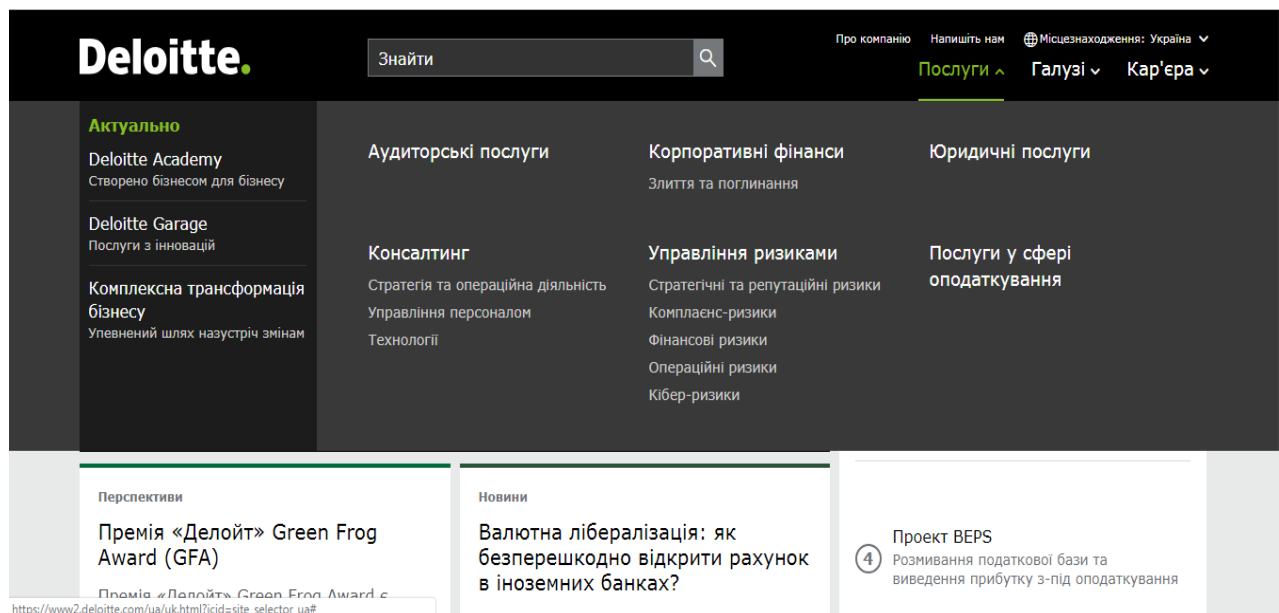 Deloitte.
Знайти
Про компанію Напишіть нам Місцезнаходження: Україна
Послуги Галузі Кар'єра
Актуально
Deloitte Academy
Створено бізнесом для бізнесу
Deloitte Garage
Послуги з інновацій
Комплексна трансформація
бізнесу
Упевнений шлях назустріч змінам
Аудиторські послуги
Корпоративні фінанси
Злиття та поглинання
Юридичні послуги
Консалтинг
Стратегія та операційна діяльність
Управління персоналом
Технології
Управління ризиками
Стратегічні та репутаційні ризики
Комплаєнс-ризики
Фінансові ризики
Операційні ризики
Кібер-ризики
Послуги у сфері
оподаткування
Перспективи
Премія «Делойт» Green Frog
Award (GFA)
Премія «Делойт» Green Frog Award є
Новини
Валютна лібералізація: як
безперешкодно відкрити рахунок
в іноземних банках?
4
Проект BEPS
Розмивання податкової бази та
виведення прибутку з-під оподаткування
https://www2.deloitte.com/ua/uk.html?icid=site_selector_ua#